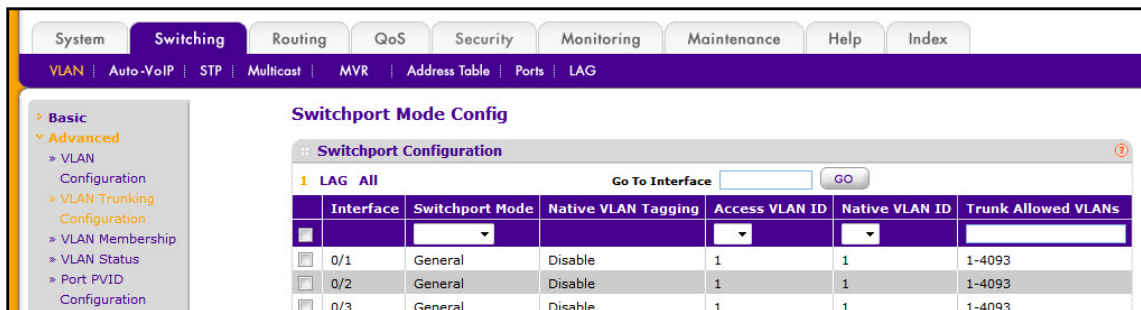 System Switching Routing QoS Security Monitoring Maintenance Help Index
VLAN Auto-VoIP STP Multicast MVR Address Table Ports LAG
Basic
Advanced
» VLAN
Configuration
» VLAN Trunking
Configuration
» VLAN Membership
» VLAN Status
» Port PVID
Configuration
Switchport Mode Config
Switchport Configuration ?
1 LAG All Go To Interface GO
Interface Switchport Mode Native VLAN Tagging Access VLAN ID Native VLAN ID Trunk Allowed VLANs
0/1 General Disable 1 1 1-4093
0/2 General Disable 1 1 1-4093
0/3 General Disable 1 1 1-4093